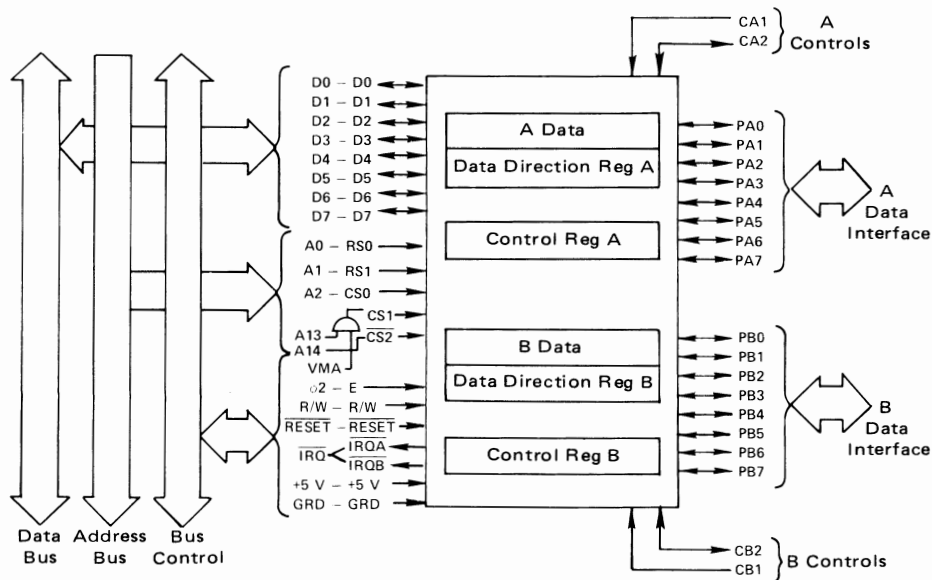 CA1
CA2
A
Controls
D0 – D0
D1 – D1
D2 – D2
D3 – D3
D4 – D4
D5 – D5
D6 – D6
D7 – D7
A0 – RS0
A1 – RS1
A2 – CS0
CS1
A13
CS2
A14
VMA
φ2 – E
R/W – R/W
RESET – RESET
IRQA
IRQ
IRQB
+5 V – +5 V
GRD – GRD
A Data
Data Direction Reg A
Control Reg A
B Data
Data Direction Reg B
Control Reg B
PA0
PA1
PA2
PA3
PA4
PA5
PA6
PA7
A
Data
Interface
PB0
PB1
PB2
PB3
PB4
PB5
PB6
PB7
B
Data
Interface
Data
Bus
Address
Bus
Bus
Control
CB2
CB1
B Controls